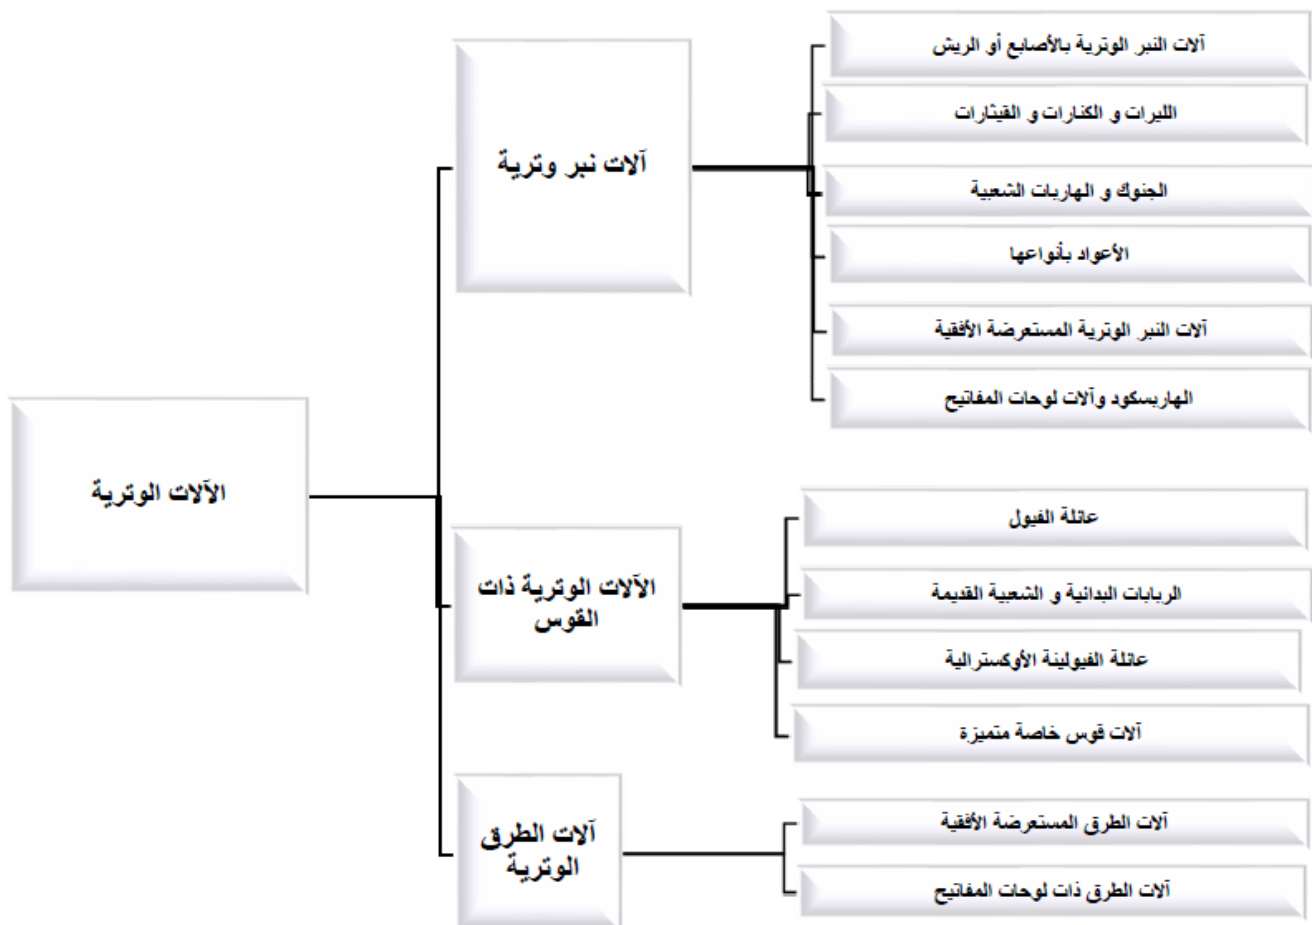 الآلات الوترية
آلات نبر وترية
آلات النبر الوترية بالأصابع أو الريش
الليرات و الكنارات و القيثارات
الجنوك و الهاربات الشعبية
الأعواد بأنواعها
آلات النبر الوترية المستعرضة الأفقية
الهاربسكود وآلات لوحات المفاتيح
الآلات الوترية ذات
القوس
عائلة الفيول
الربابات البدائية و الشعبية القديمة
عائلة الفيولينة الأوكسترالية
آلات قوس خاصة متميزة
آلات الطرق
الوترية
آلات الطرق المستعرضة الأفقية
آلات الطرق ذات لوحات المفاتيح